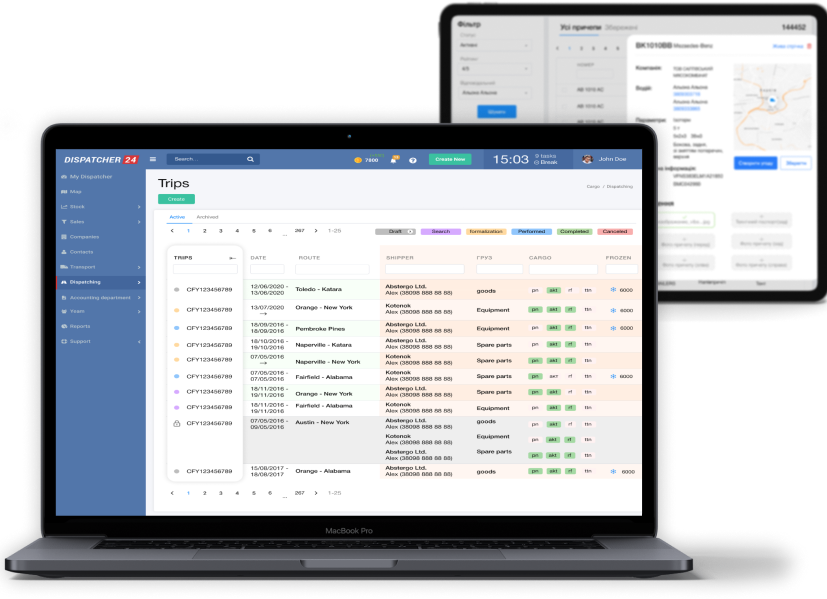 Фільтр
Усі причепи Збережені
144452
BK1010BB
Компанія:
Водій:
Альона Альона
Альона Альона
Параметри:
DISPATCHER 24
Search...
7800
Create New
15:03
9 tasks
Break
John Doe
My Dispatcher
Map
Stock
Sales
Companies
Contacts
Transport
Dispatching
Accounting department
Team
Reports
Support
Trips
Cargo / Dispatching
Create
Active Archived
< 1 2 3 4 5 6 ... 267 > 1–25
Draft
Search
formalization
Performed
Completed
Canceled
TRIPS DATE ROUTE SHIPPER ГРУЗ CARGO FROZEN
CFY123456789 12/06/2020 - 13/06/2020 Toledo - Katara Abstergo Ltd. Alex (38098 888 88 88) goods pn akt rf ttn 6000
CFY123456789 13/07/2020 → Orange - New York Kotenok Alex (38098 888 88 88) Equipment pn akt rf ttn 6000
CFY123456789 18/09/2016 - 18/09/2016 Pembroke Pines Abstergo Ltd. Alex (38098 888 88 88) Equipment pn akt rf ttn 6000
CFY123456789 18/10/2016 - 19/10/2016 Naperville - Katara Abstergo Ltd. Alex (38098 888 88 88) Spare parts pn akt rf ttn
CFY123456789 07/05/2016 → Naperville - New York Kotenok Alex (38098 888 88 88) Spare parts pn akt rf ttn
CFY123456789 07/05/2016 - 07/05/2016 Fairfield - Alabama Kotenok Alex (38098 888 88 88) Spare parts pn akt rf ttn 6000
CFY123456789 18/11/2016 - 19/11/2016 Orange - New York Abstergo Ltd. Alex (38098 888 88 88) Spare parts pn akt rf ttn
CFY123456789 18/11/2016 - 19/11/2016 Fairfield - Alabama Kotenok Alex (38098 888 88 88) Equipment pn akt rf ttn
CFY123456789 07/05/2016 - 09/05/2016 Austin - New York Abstergo Ltd. Alex (38098 888 88 88) goods pn akt rf ttn
Kotenok Alex (38098 888 88 88) Equipment pn akt rf ttn
Abstergo Ltd. Alex (38098 888 88 88) Spare parts pn akt rf ttn
CFY123456789 15/08/2017 - 18/08/2017 Orange - Alabama Abstergo Ltd. Alex (38098 888 88 88) goods pn akt rf ttn 6000
< 1 2 3 4 5 6 ... 267 > 1–25
MacBook Pro